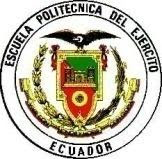 ESCUELA POLITECNICA DEL EJERCITO
ECUADOR